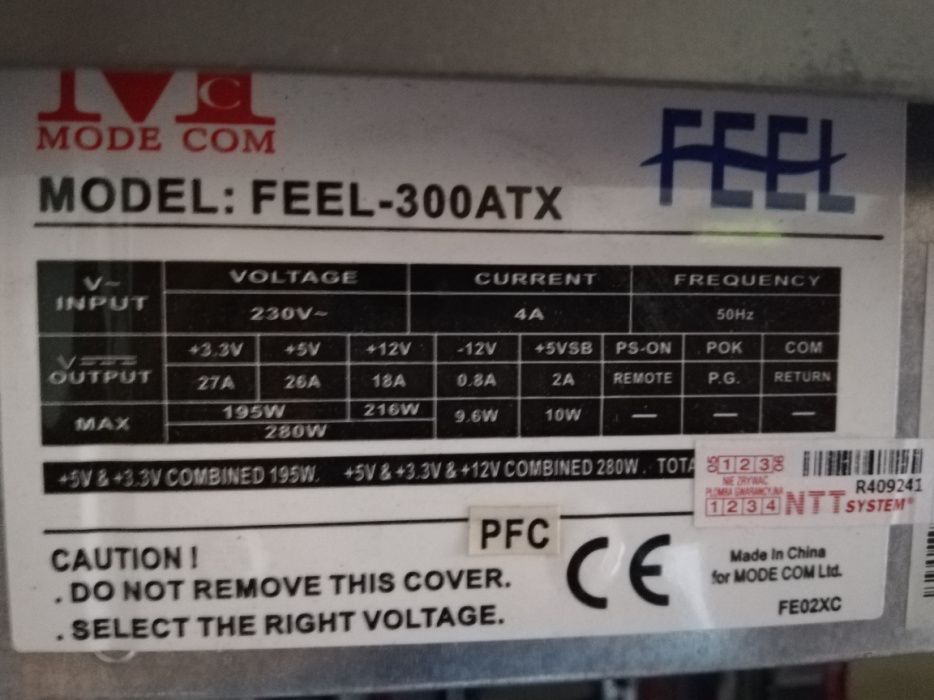 MC
MODE COM
FEEL
MODEL: FEEL-300ATX
V~ INPUT VOLTAGE CURRENT FREQUENCY
230V~ 4A 50Hz
V OUTPUT +3.3V +5V +12V -12V +5VSB PS-ON POK COM
27A 26A 18A 0.8A 2A REMOTE P.G. RETURN
MAX 195W 216W 9.6W 10W — — —
280W
+5V & +3.3V COMBINED 195W. +5V & +3.3V & +12V COMBINED 280W.
05 1 2 3 06
NIE ZRYWAĆ
PLOMBA GWARANCYJNA
1 2 3 4
R409241
NTT SYSTEM®
PFC
CE
CAUTION !
. DO NOT REMOVE THIS COVER.
. SELECT THE RIGHT VOLTAGE.
Made In China
for MODE COM Ltd.
FE02XC